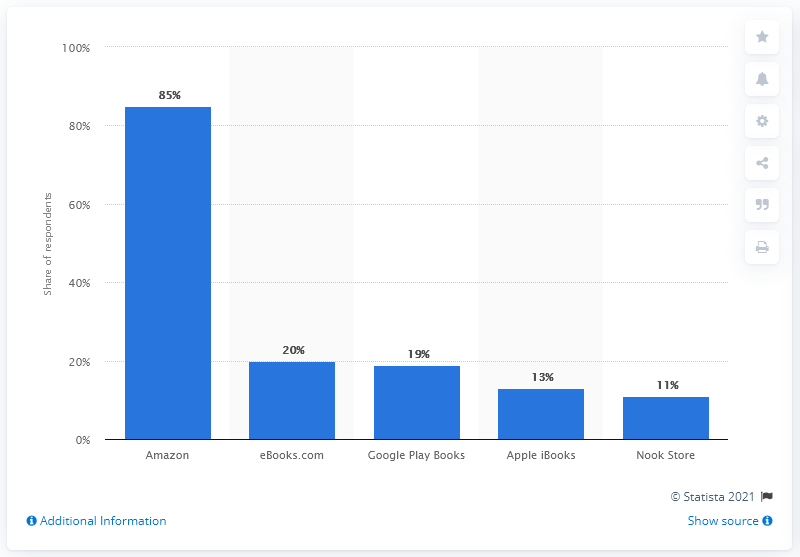 100%
80%
60%
40%
20%
0%
Share of respondents
85%
20%
19%
13%
11%
Amazon
eBooks.com
Google Play Books
Apple iBooks
Nook Store
© Statista 2021
Additional Information
Show source